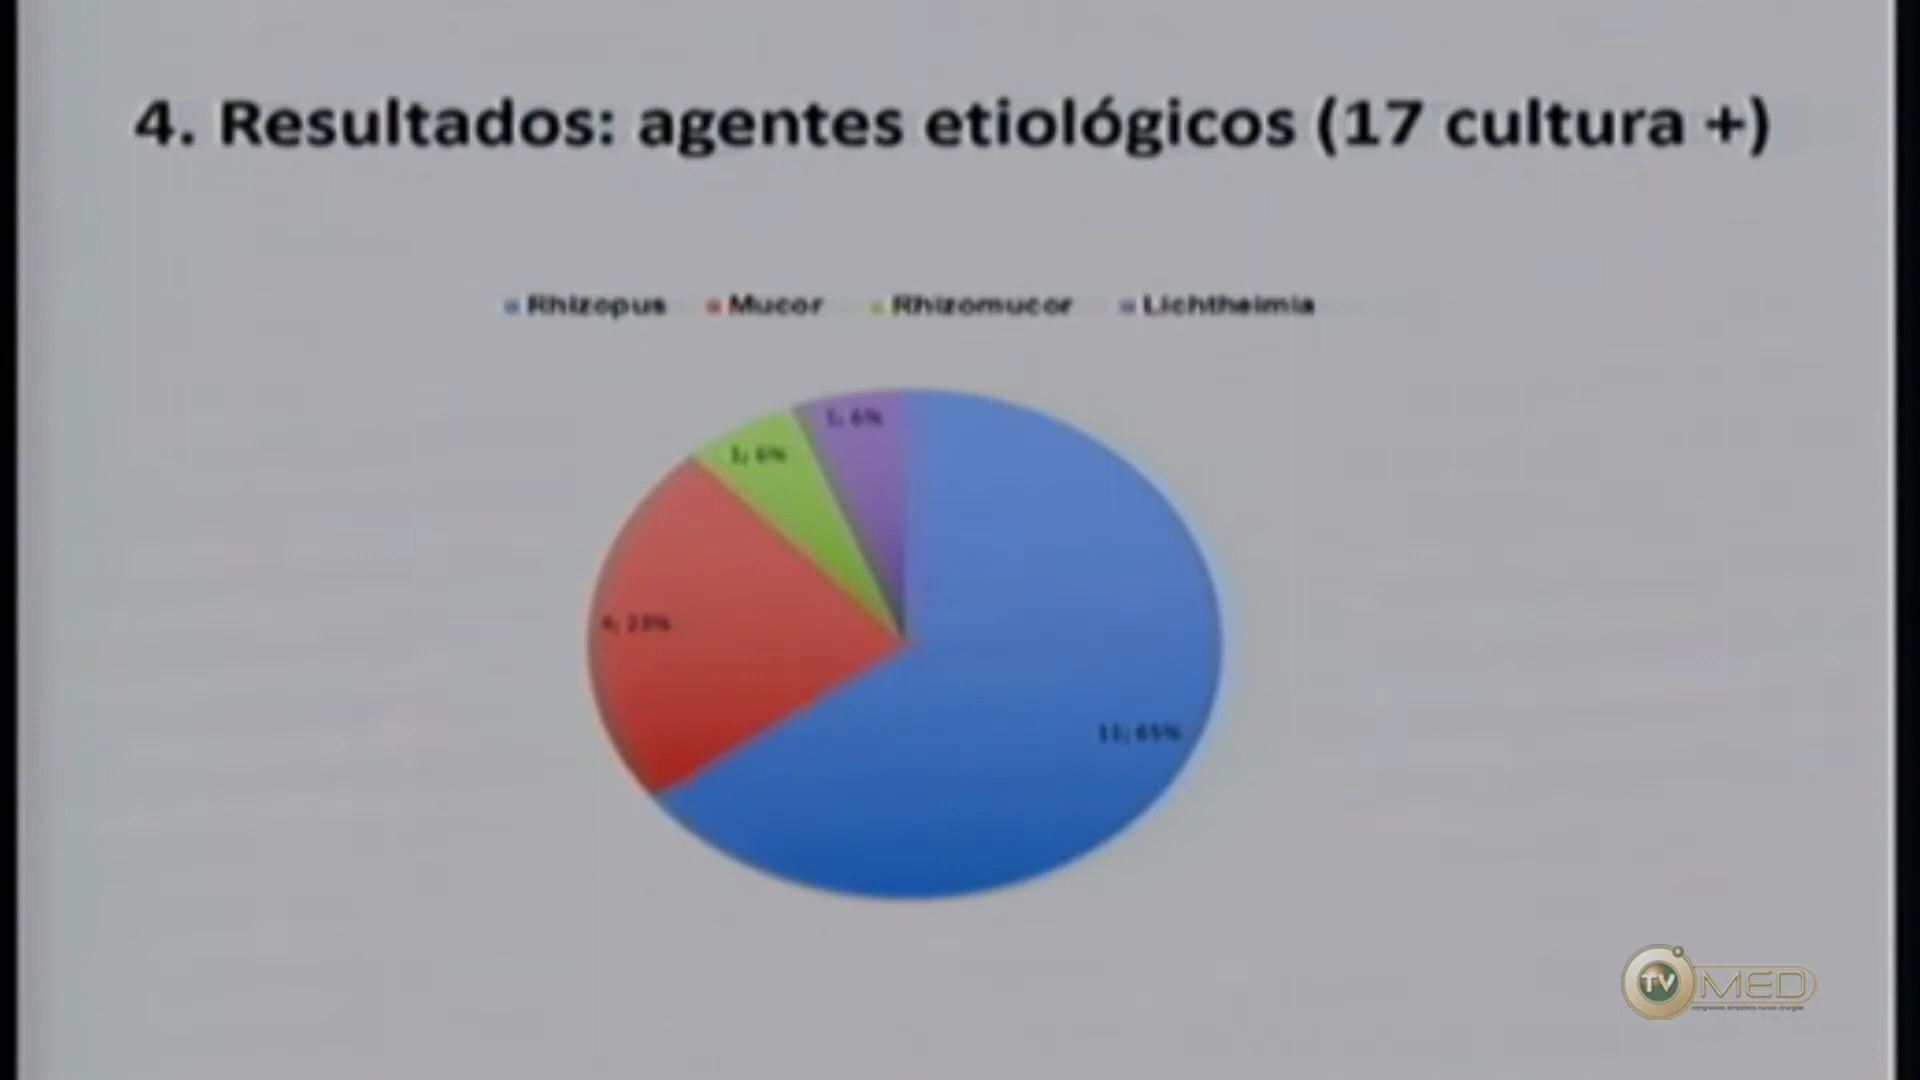 4. Resultados: agentes etiológicos (17 cultura +)
Rhizopus Mucor Rhizomucor Lichtheimia
1; 6%
1; 6%
4; 23%
11; 65%
TV MED